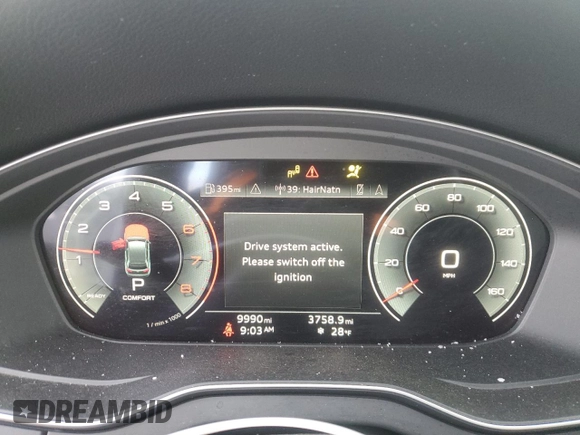 395mi
39: HairNatn
1
2
3
4
5
6
7
8
READY
P
COMFORT
1 / min x 1000
Drive system active.
Please switch off the
ignition
0
20
40
60
80
100
120
140
160
0
MPH
9990mi
3758.9mi
9:03AM
28°F
DREAMBID